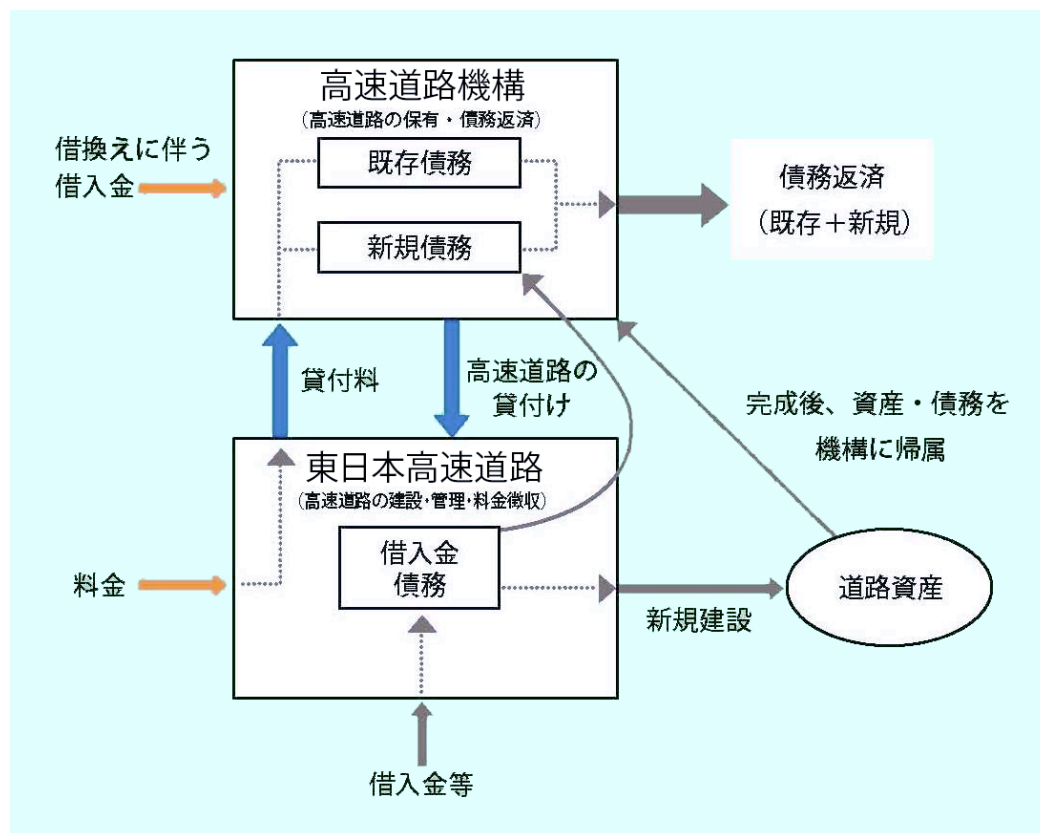 高速道路機構
(高速道路の保有・債務返済)
借換えに伴う
借入金
既存債務
新規債務
債務返済
(既存+新規)
貸付料
高速道路の
貸付け
完成後、資産・債務を
機構に帰属
東日本高速道路
(高速道路の建設・管理・料金徴収)
借入金
債務
料金
新規建設
道路資産
借入金等